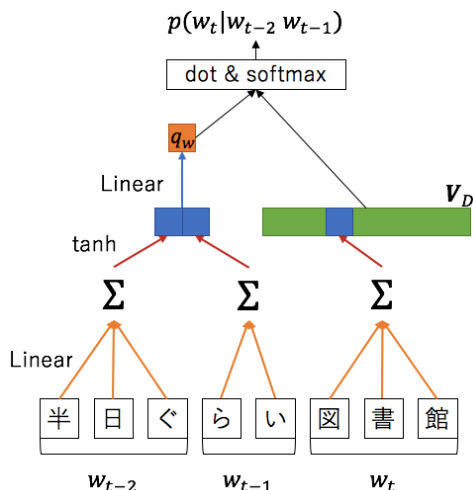 p(w_t|w_{t−2} w_{t−1})
dot & softmax
q_w
Linear
V_D
tanh
Σ Σ Σ
Linear
半 日 ぐ ら い 図 書 館
w_{t−2} w_{t−1} w_t